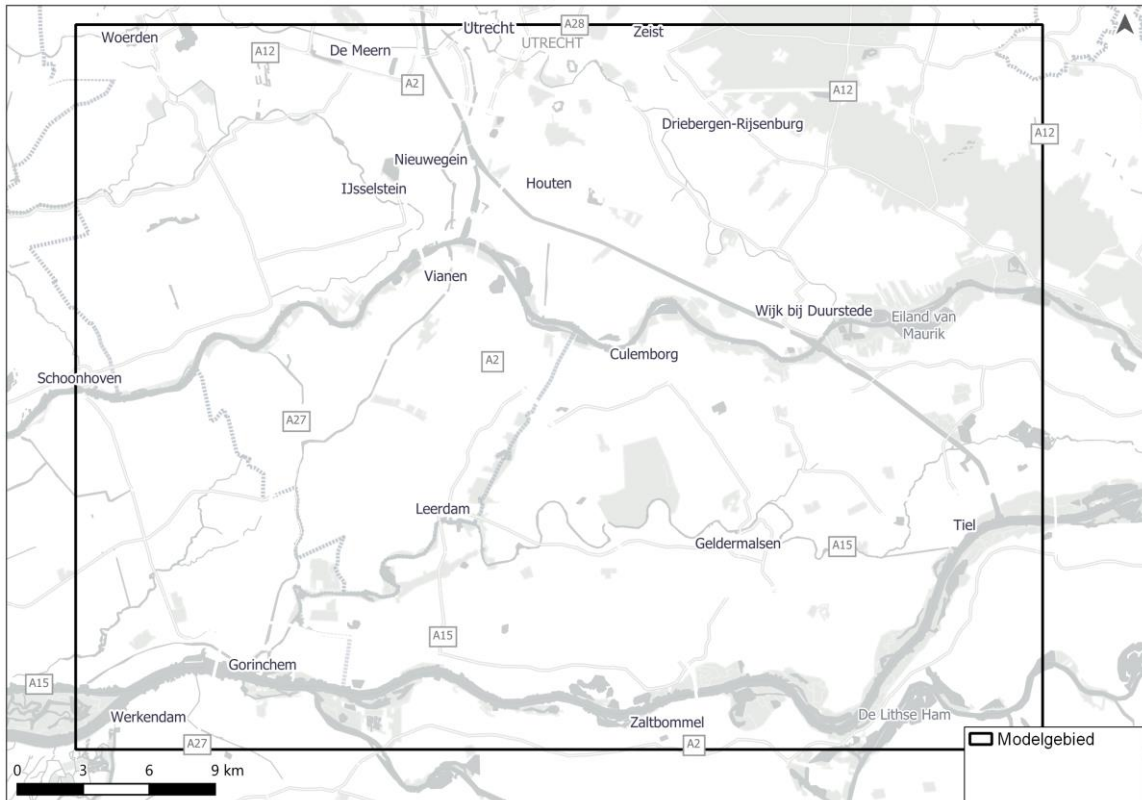 Utrecht
A28
Zeist
Woerden
De Meern
UTRECHT
A12
A2
A12
Driebergen-Rijsenburg
A12
Nieuwegein
IJsselstein
Houten
Vianen
Wijk bij Duurstede
Eiland van
Maurik
Culemborg
A2
Schoonhoven
A27
Leerdam
Tiel
Geldermalsen
A15
A15
Gorinchem
A15
Werkendam
Zaltbommel
De Lithse Ham
A27
A2
Modelgebied
0 3 6 9 km